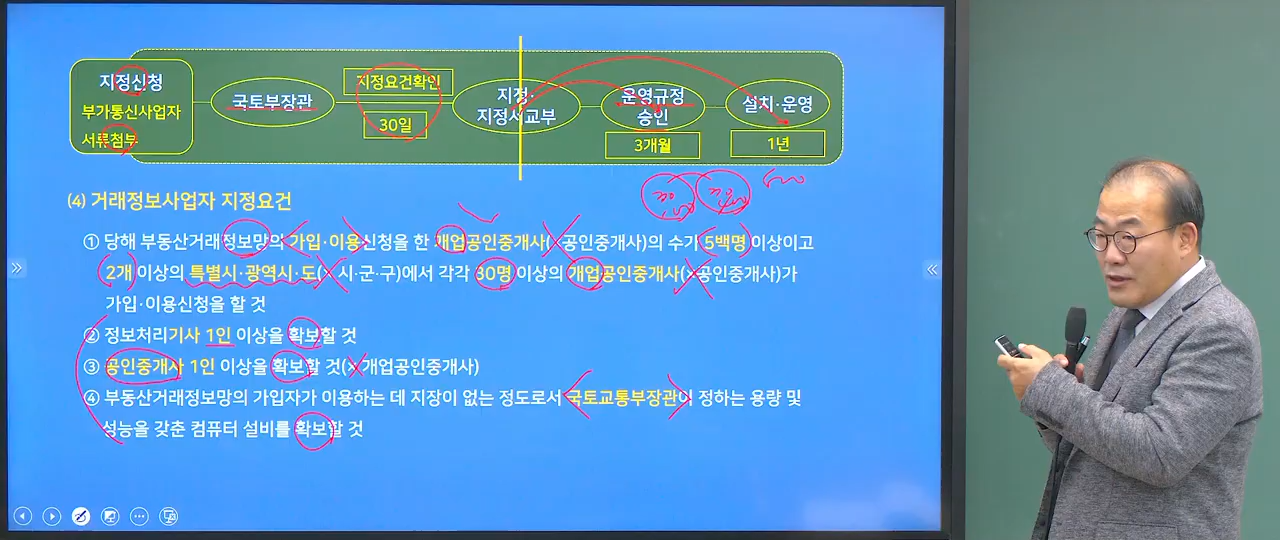 지정신청
부가통신사업자
서류첨부
국토부장관
지정요건확인
30일
지정·
지정서교부
운영규정
승인
3개월
설치·운영
1년
(4) 거래정보사업자 지정요건
① 당해 부동산거래정보망의 가입·이용신청을 한 개업공인중개사(×공인중개사)의 수가 5백명 이상이고
2개 이상의 특별시·광역시·도(×시·군·구)에서 각각 30명 이상의 개업공인중개사(×공인중개사)가
가입·이용신청을 할 것
② 정보처리기사 1인 이상을 확보할 것
③ 공인중개사 1인 이상을 확보할 것(×개업공인중개사)
④ 부동산거래정보망의 가입자가 이용하는 데 지장이 없는 정도로서 국토교통부장관이 정하는 용량 및
성능을 갖춘 컴퓨터 설비를 확보할 것